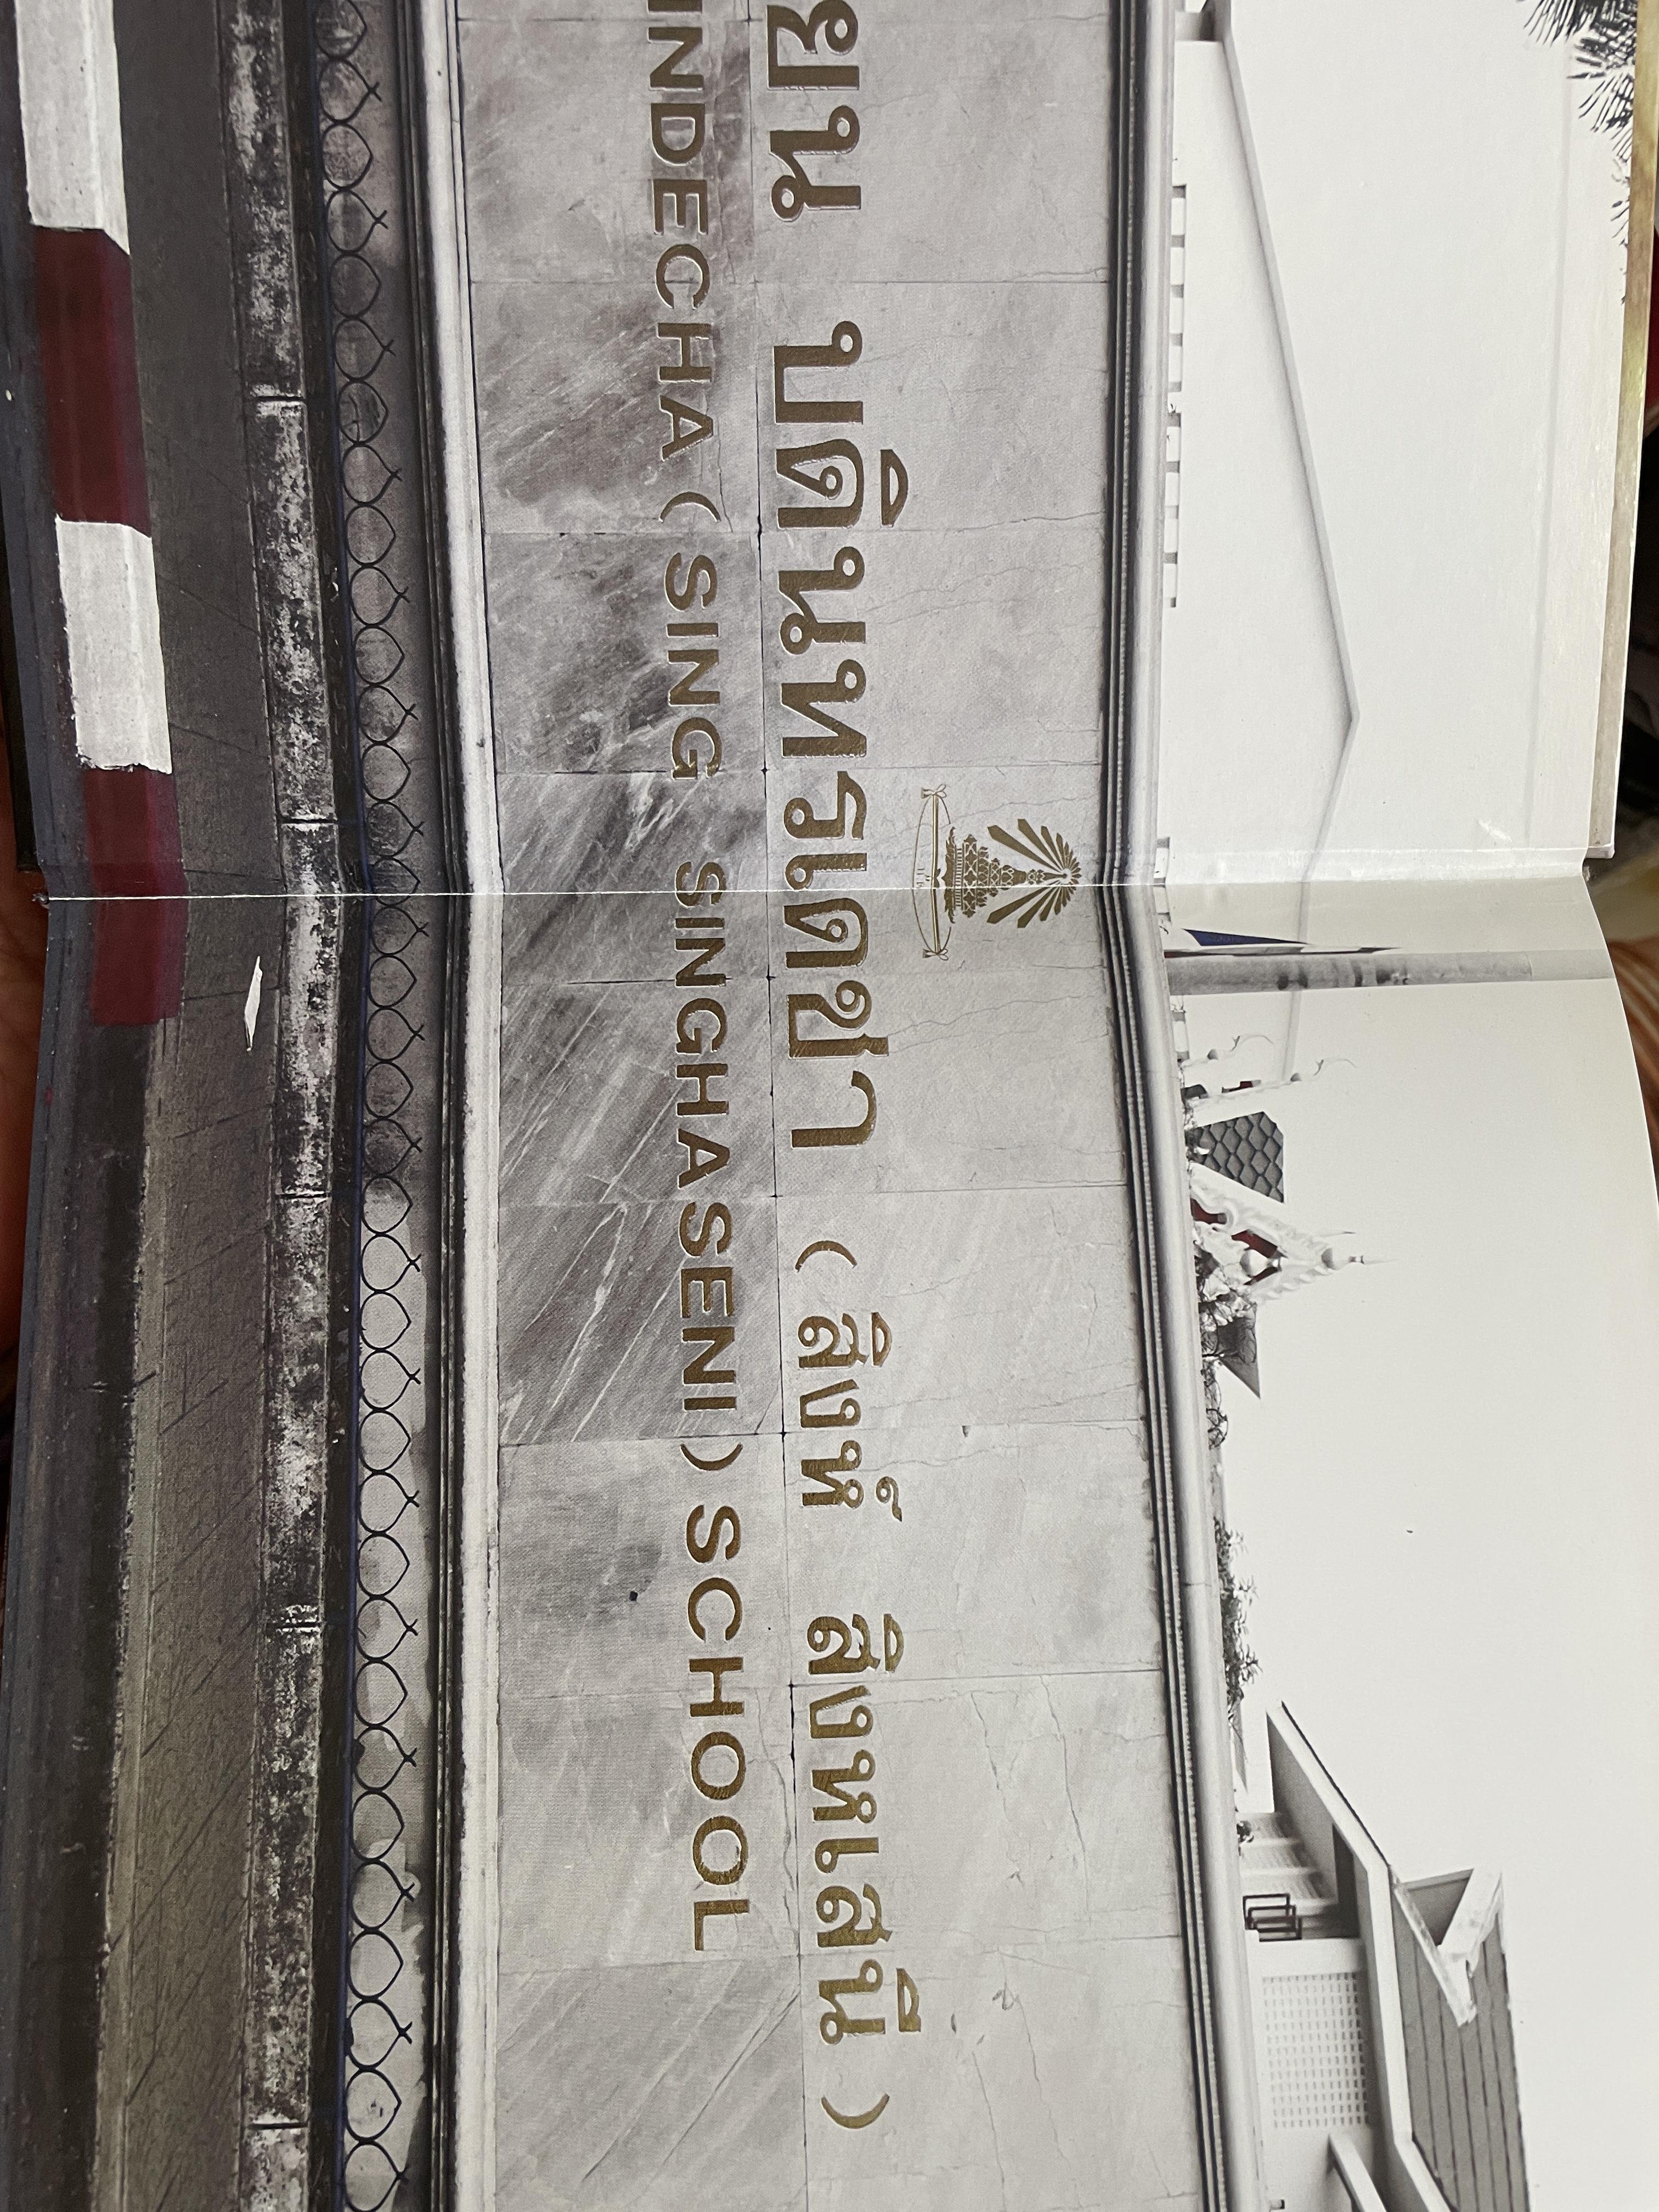 ยน บดินทรเดชา ( สิงห์ สิงหเสนี )
INDECHA ( SING SINGHASENI ) SCHOOL